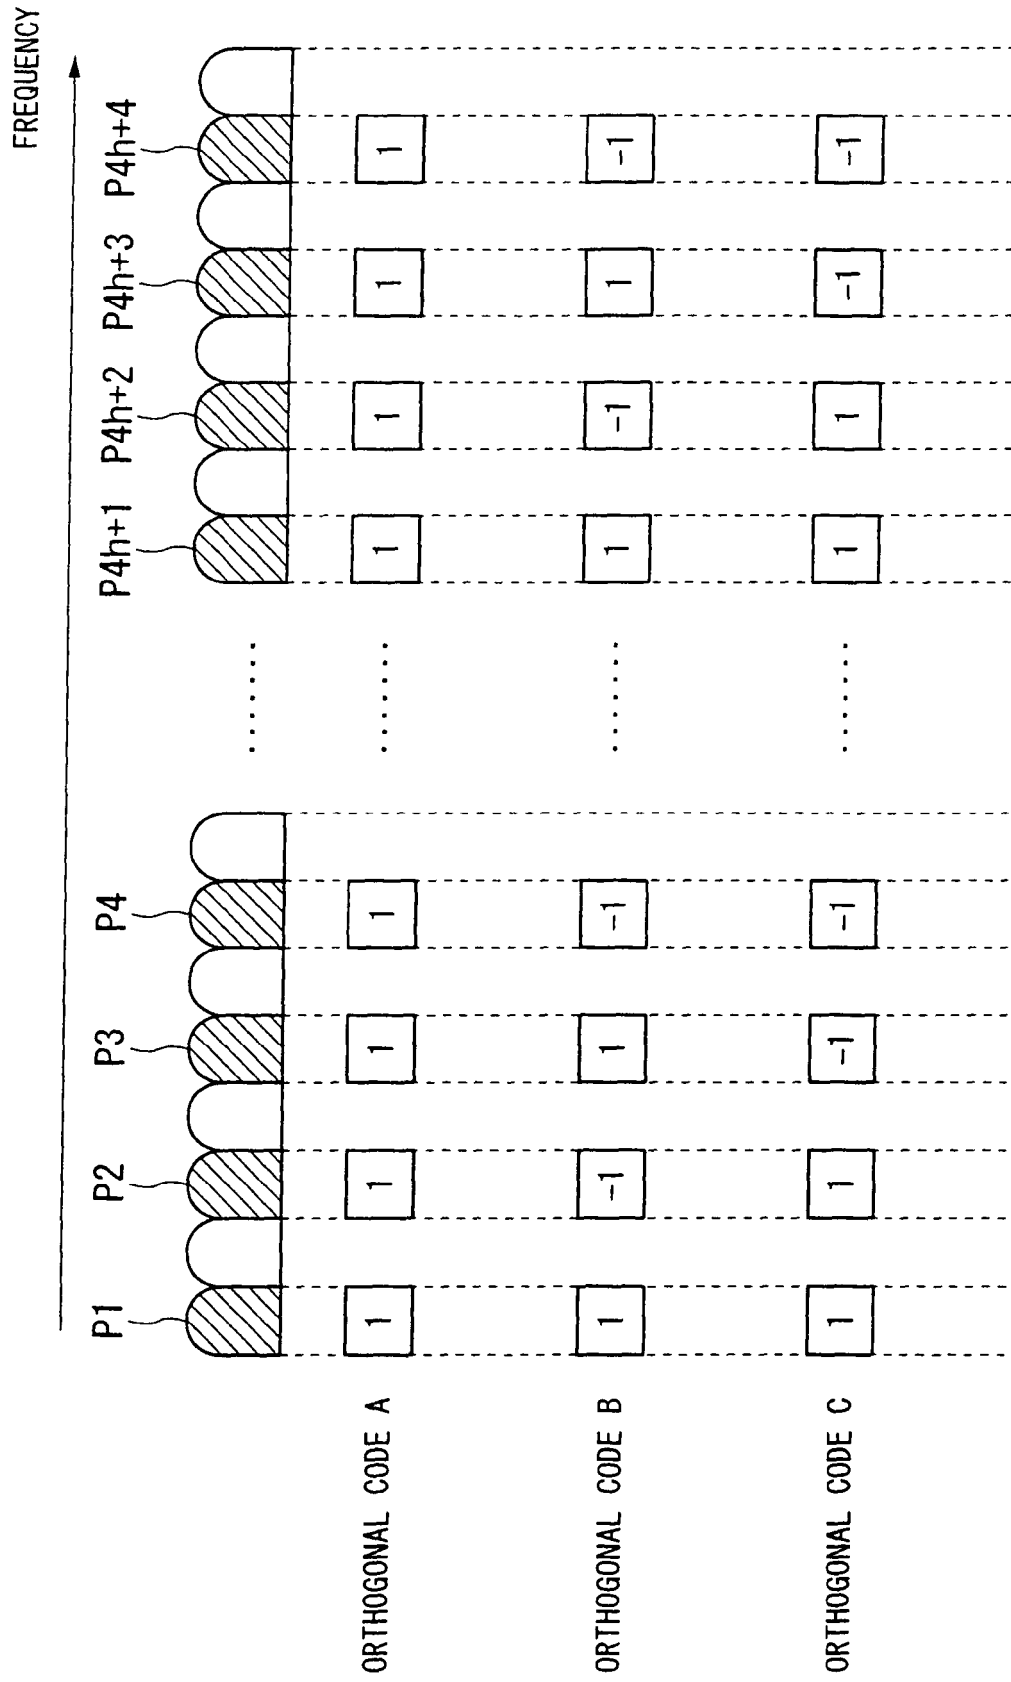 FREQUENCY
P1 P2 P3 P4 P4h+1 P4h+2 P4h+3 P4h+4
...... 
ORTHOGONAL CODE A 1 1 1 1 ...... 1 1 1 1
ORTHOGONAL CODE B 1 -1 1 -1 ...... 1 -1 1 -1
ORTHOGONAL CODE C 1 1 -1 -1 ...... 1 1 -1 -1